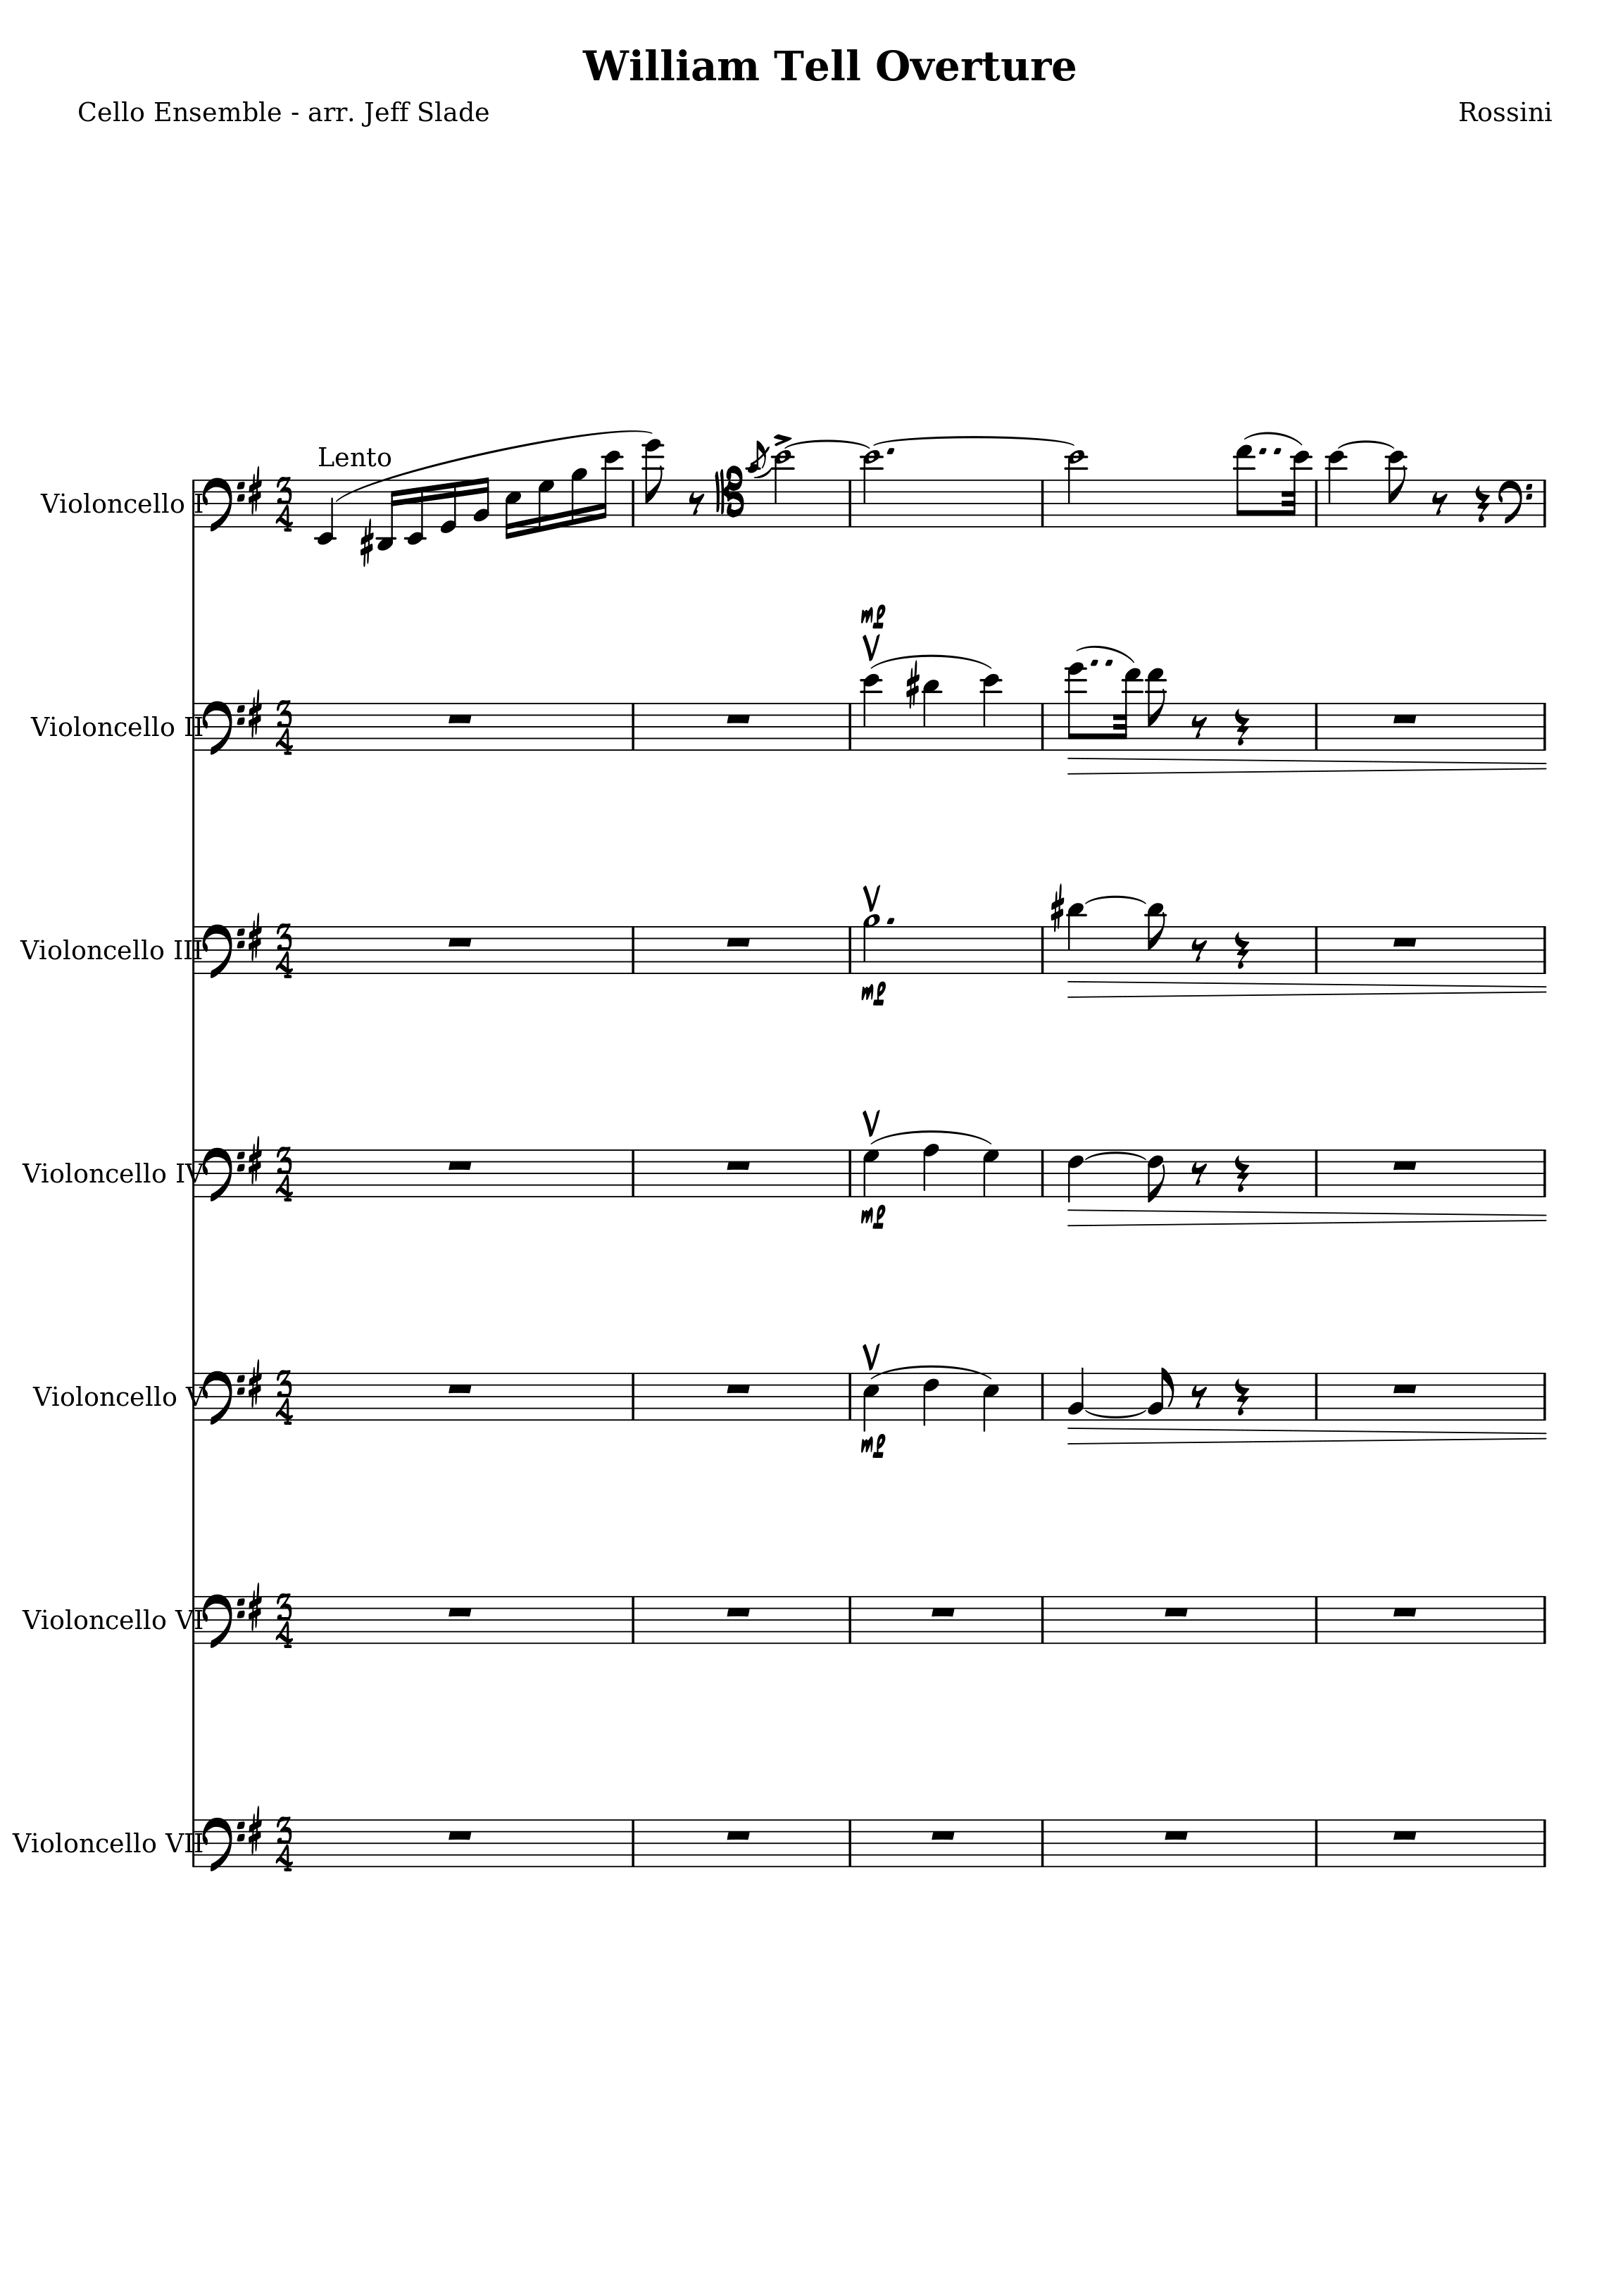 William Tell Overture
Cello Ensemble - arr. Jeff Slade
Rossini
Lento
Violoncello I
mp
Violoncello II
Violoncello III
mp
Violoncello IV
mp
Violoncello V
mp
Violoncello VI
Violoncello VII